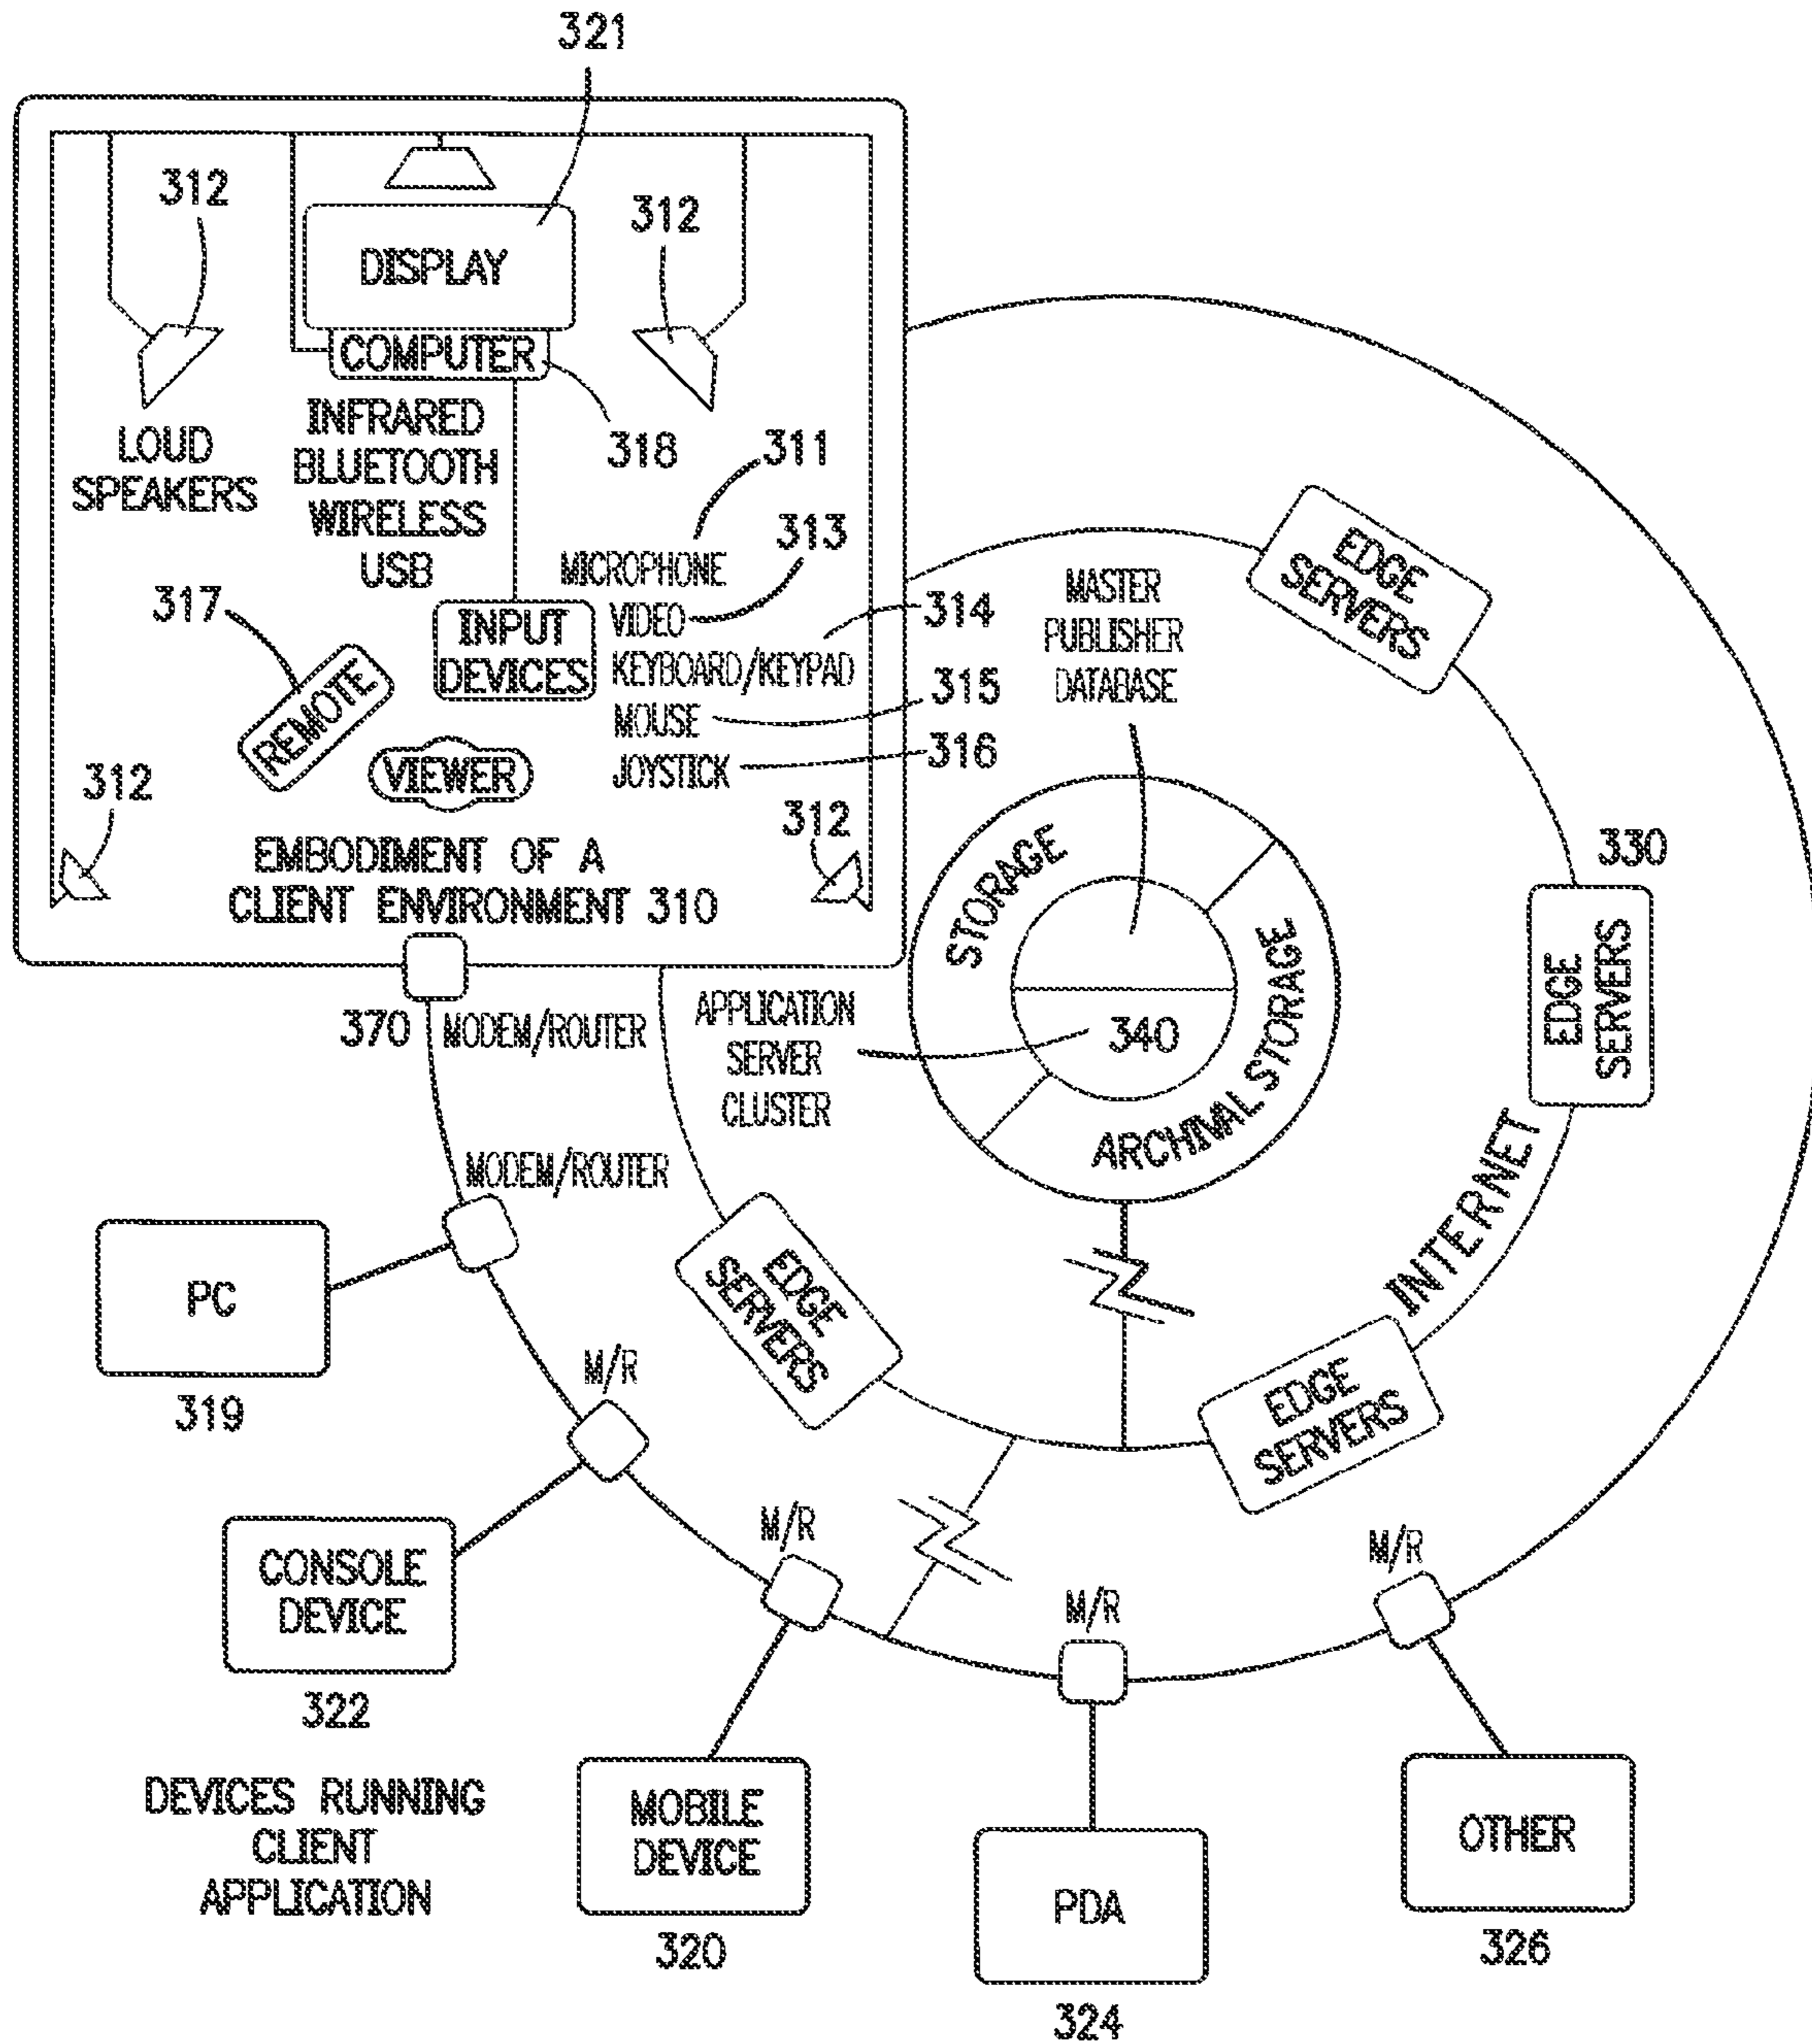 321
312
312
DISPLAY
COMPUTER
318
LOUD
SPEAKERS
INFRARED
BLUETOOTH
WIRELESS
USB
311
313
MICROPHONE
VIDEO
314
KEYBOARD/KEYPAD
315
MOUSE
316
JOYSTICK
INPUT
DEVICES
317
REMOTE
VIEWER
312
312
EMBODIMENT OF A
CLIENT ENVIRONMENT 310
MASTER
PUBLISHER
DATABASE
EDGE
SERVERS
330
EDGE
SERVERS
STORAGE
ARCHIVAL STORAGE
340
APPLICATION
SERVER
CLUSTER
370 MODEM/ROUTER
MODEM/ROUTER
INTERNET
EDGE
SERVERS
EDGE
SERVERS
PC
319
M/R
CONSOLE
DEVICE
322
M/R
M/R
M/R
DEVICES RUNNING
CLIENT
APPLICATION
MOBILE
DEVICE
320
PDA
324
OTHER
326